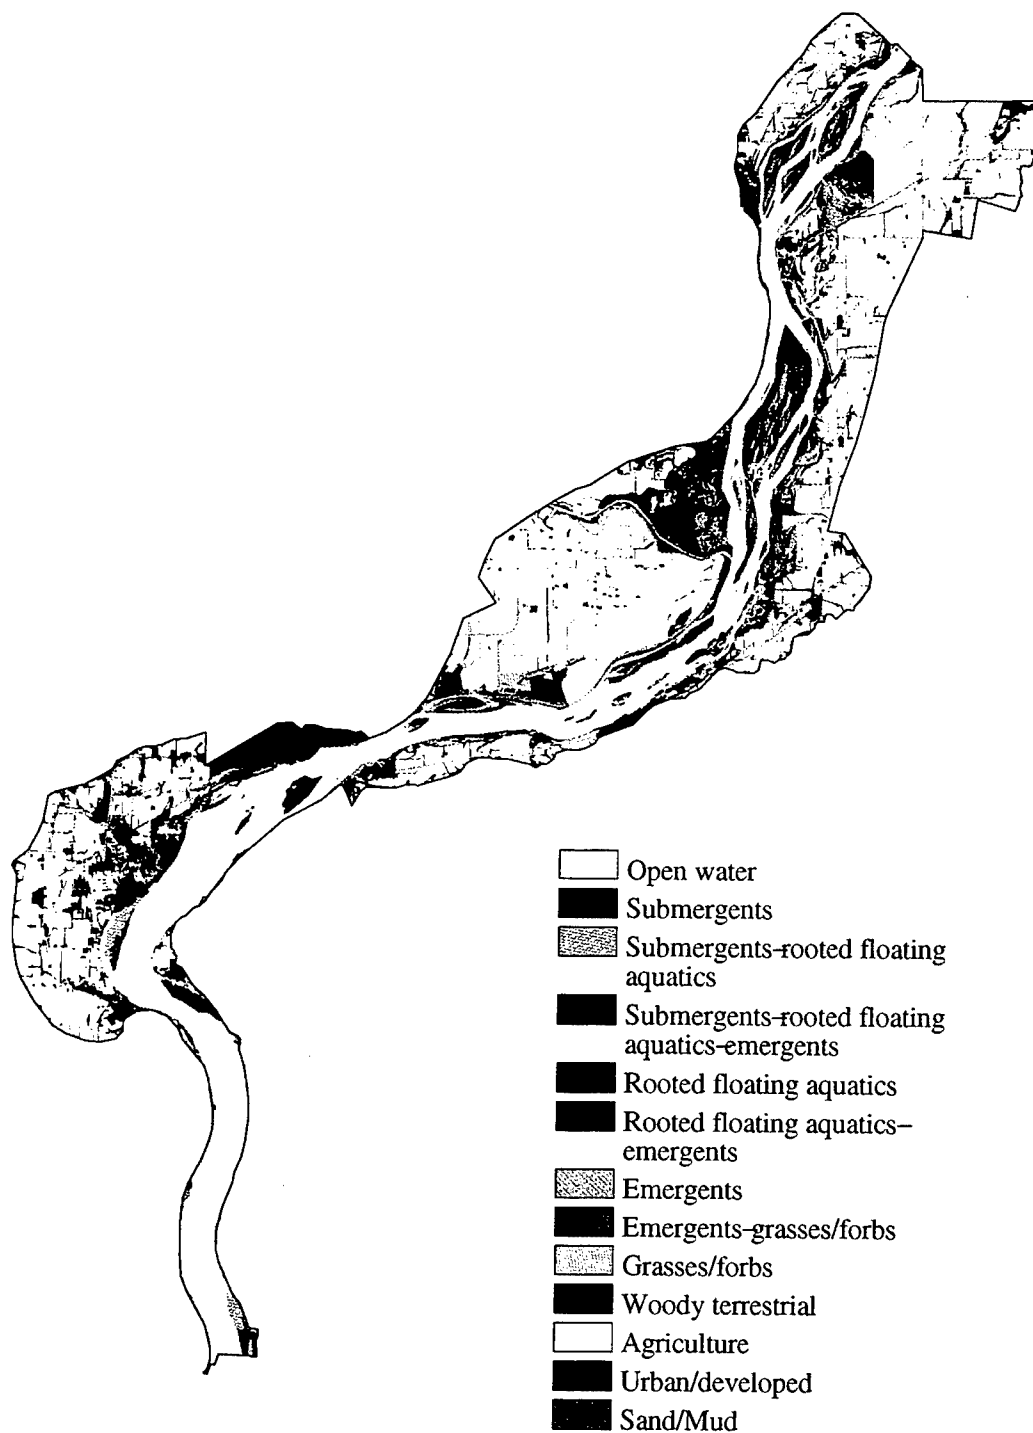 Open water
Submergents
Submergents-rooted floating
aquatics
Submergents-rooted floating
aquatics-emergents
Rooted floating aquatics
Rooted floating aquatics–
emergents
Emergents
Emergents-grasses/forbs
Grasses/forbs
Woody terrestrial
Agriculture
Urban/developed
Sand/Mud